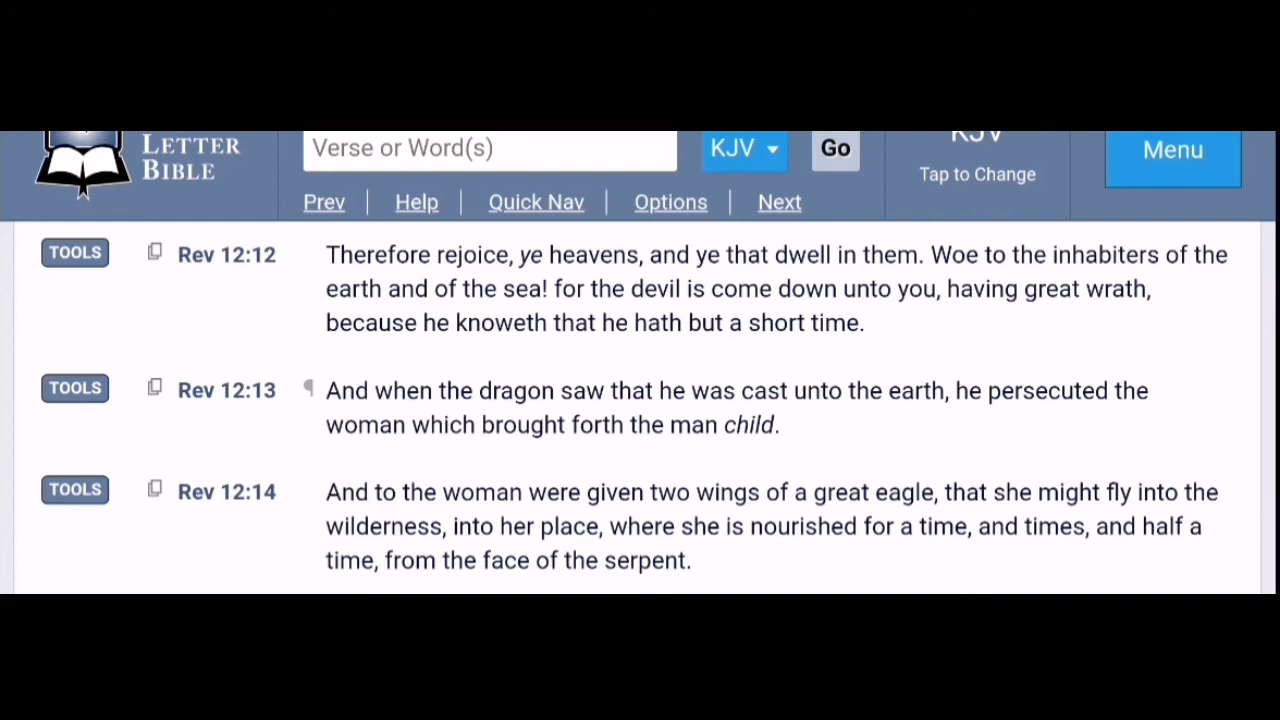 LETTER
BIBLE
Verse or Word(s)
KJV
Go
KJV
Tap to Change
Menu
Prev | Help | Quick Nav | Options | Next
TOOLS Rev 12:12 Therefore rejoice, ye heavens, and ye that dwell in them. Woe to the inhabiters of the
earth and of the sea! for the devil is come down unto you, having great wrath,
because he knoweth that he hath but a short time.
TOOLS Rev 12:13 ¶ And when the dragon saw that he was cast unto the earth, he persecuted the
woman which brought forth the man child.
TOOLS Rev 12:14 And to the woman were given two wings of a great eagle, that she might fly into the
wilderness, into her place, where she is nourished for a time, and times, and half a
time, from the face of the serpent.